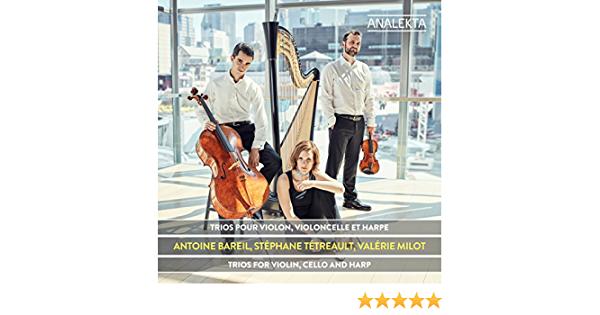 ANALEKTA
TRIOS POUR VIOLON, VIOLONCELLE ET HARPE
ANTOINE BAREIL, STÉPHANE TÉTREAULT, VALÉRIE MILOT
TRIOS FOR VIOLIN, CELLO AND HARP